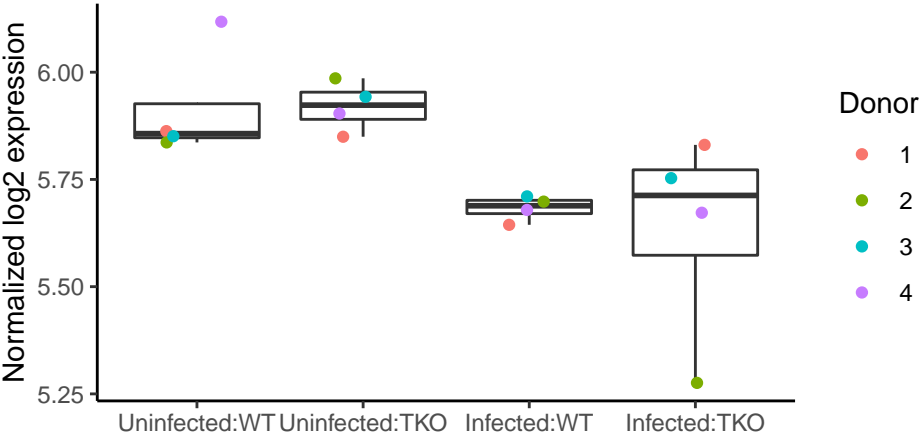 Normalized log2 expression
6.00
5.75
5.50
5.25
Uninfected:WT Uninfected:TKO Infected:WT Infected:TKO
Donor
1
2
3
4